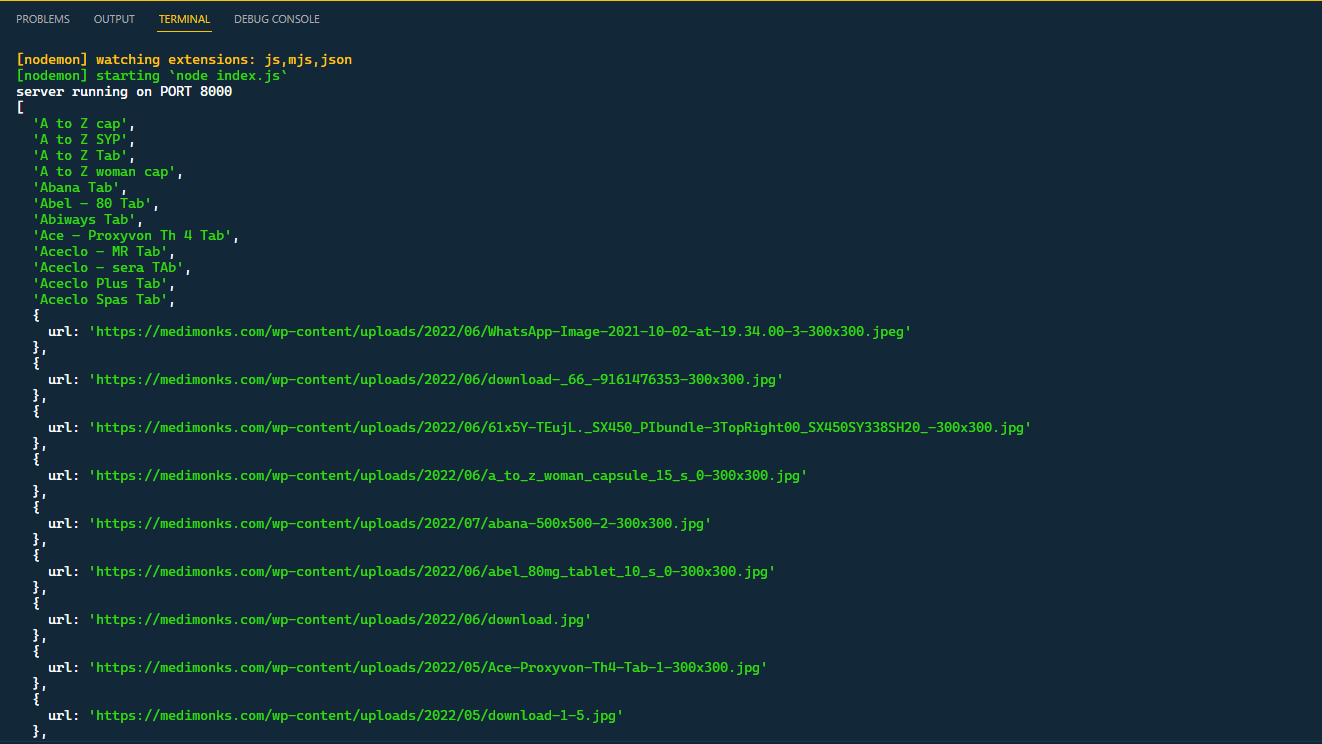 PROBLEMS OUTPUT TERMINAL DEBUG CONSOLE
[nodemon] watching extensions: js,mjs,json
[nodemon] starting `node index.js`
server running on PORT 8000
[
'A to Z cap',
'A to Z SYP',
'A to Z Tab',
'A to Z woman cap',
'Abana Tab',
'Abel – 80 Tab',
'Abiways Tab',
'Ace – Proxyvon Th 4 Tab',
'Aceclo – MR Tab',
'Aceclo – sera TAb',
'Aceclo Plus Tab',
'Aceclo Spas Tab',
{
url: 'https://medimonks.com/wp-content/uploads/2022/06/WhatsApp-Image-2021-10-02-at-19.34.00-3-300x300.jpeg'
},
{
url: 'https://medimonks.com/wp-content/uploads/2022/06/download-_66_-9161476353-300x300.jpg'
},
{
url: 'https://medimonks.com/wp-content/uploads/2022/06/61x5Y-TEujL._SX450_PIbundle-3TopRight00_SX450SY338SH20_-300x300.jpg'
},
{
url: 'https://medimonks.com/wp-content/uploads/2022/06/a_to_z_woman_capsule_15_s_0-300x300.jpg'
},
{
url: 'https://medimonks.com/wp-content/uploads/2022/07/abana-500x500-2-300x300.jpg'
},
{
url: 'https://medimonks.com/wp-content/uploads/2022/06/abel_80mg_tablet_10_s_0-300x300.jpg'
},
{
url: 'https://medimonks.com/wp-content/uploads/2022/06/download.jpg'
},
{
url: 'https://medimonks.com/wp-content/uploads/2022/05/Ace-Proxyvon-Th4-Tab-1-300x300.jpg'
},
{
url: 'https://medimonks.com/wp-content/uploads/2022/05/download-1-5.jpg'
},